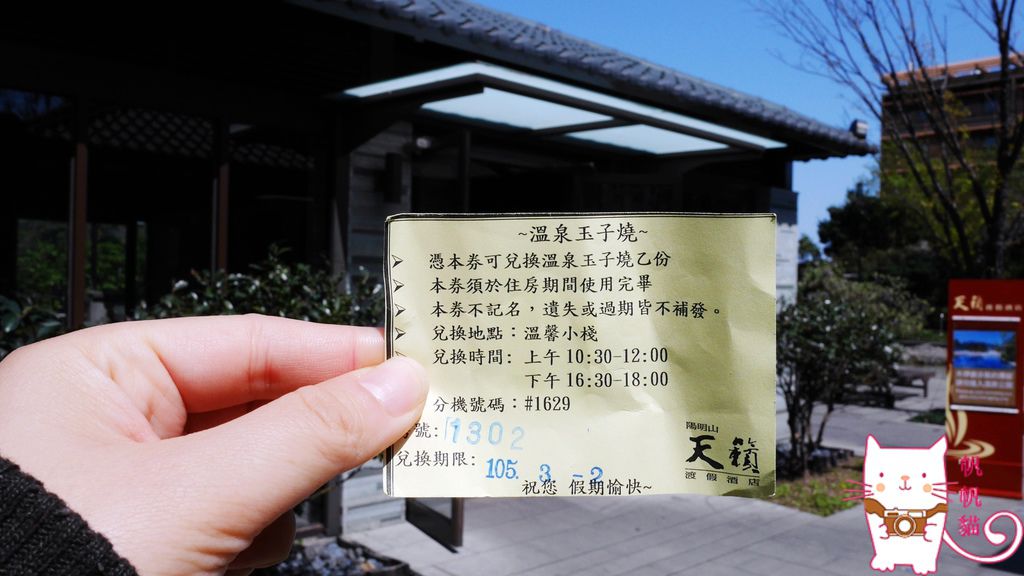 ~溫泉玉子燒~
憑本券可兌換溫泉玉子燒乙份
本券須於住房期間使用完畢
本券不記名，遺失或過期皆不補發。
兌換地點：溫馨小棧
兌換時間: 上午 10:30-12:00
下午 16:30-18:00
分機號碼：#1629
號: 1302
兌換期限: 105. 3. -2
祝您 假期愉快~
陽明山
天籟
渡假酒店
天籟
帆帆貓